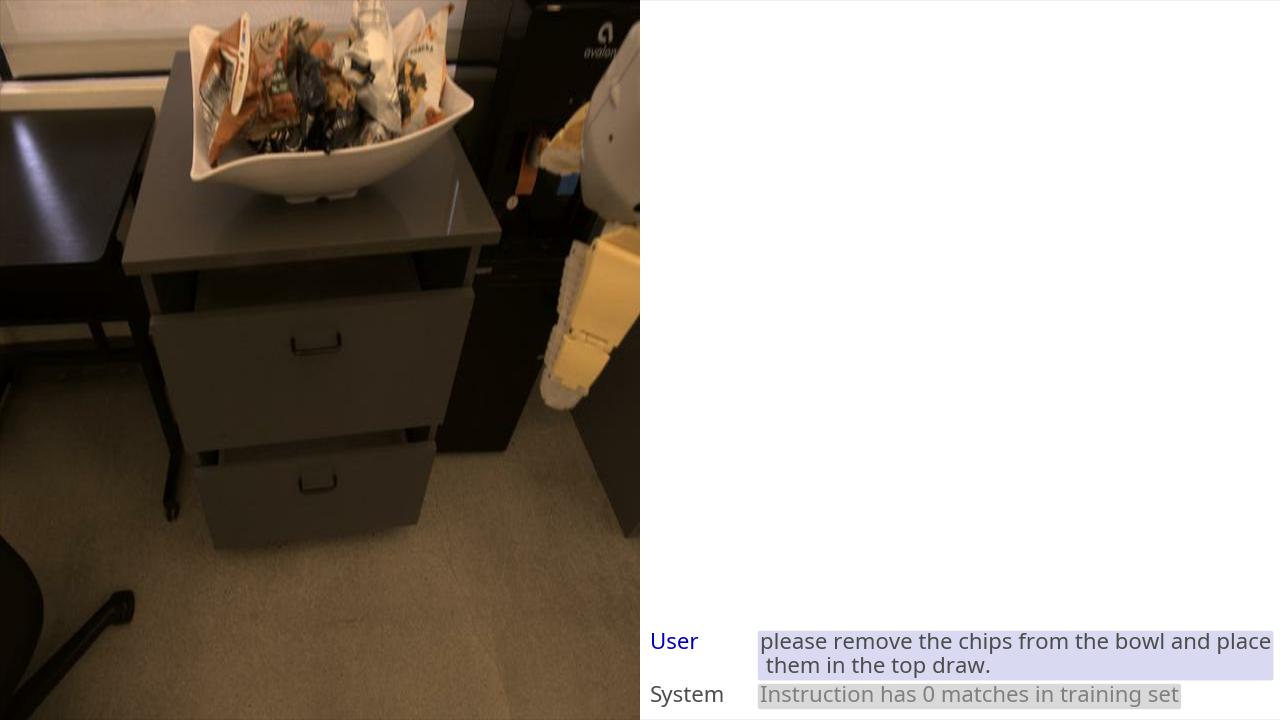 avalon
User
please remove the chips from the bowl and place
them in the top draw.
System
Instruction has 0 matches in training set